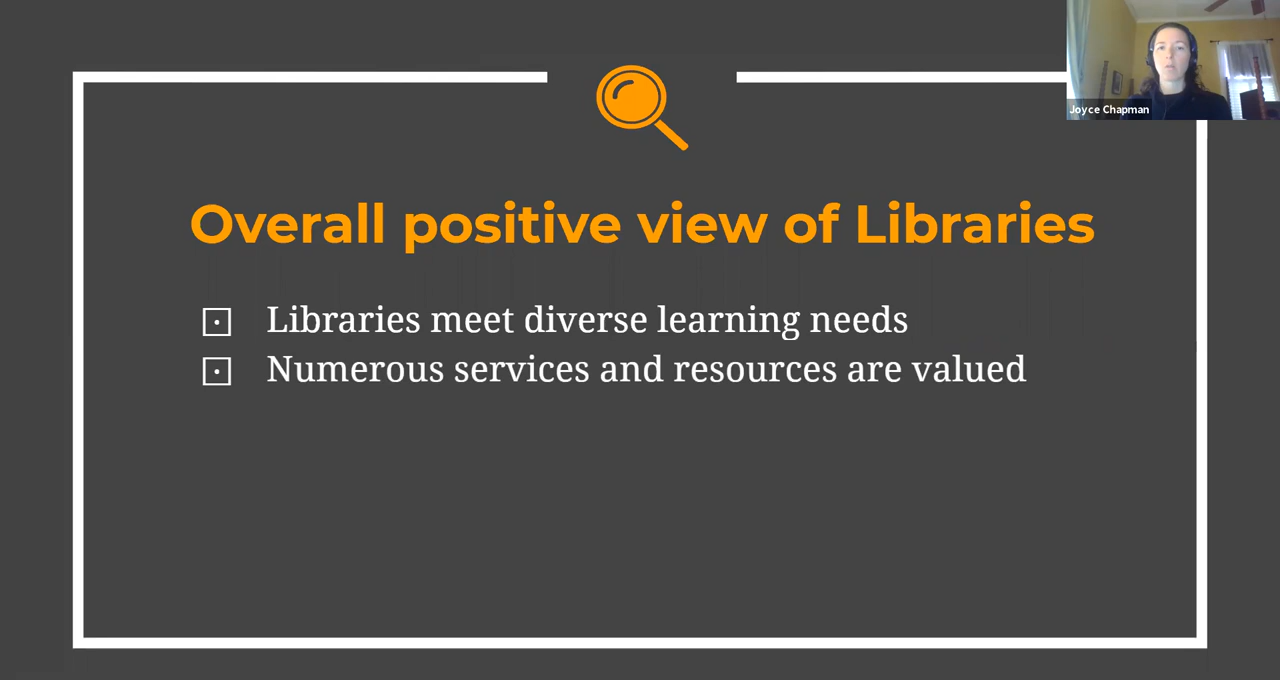 Joyce Chapman
Overall positive view of Libraries
Libraries meet diverse learning needs
Numerous services and resources are valued